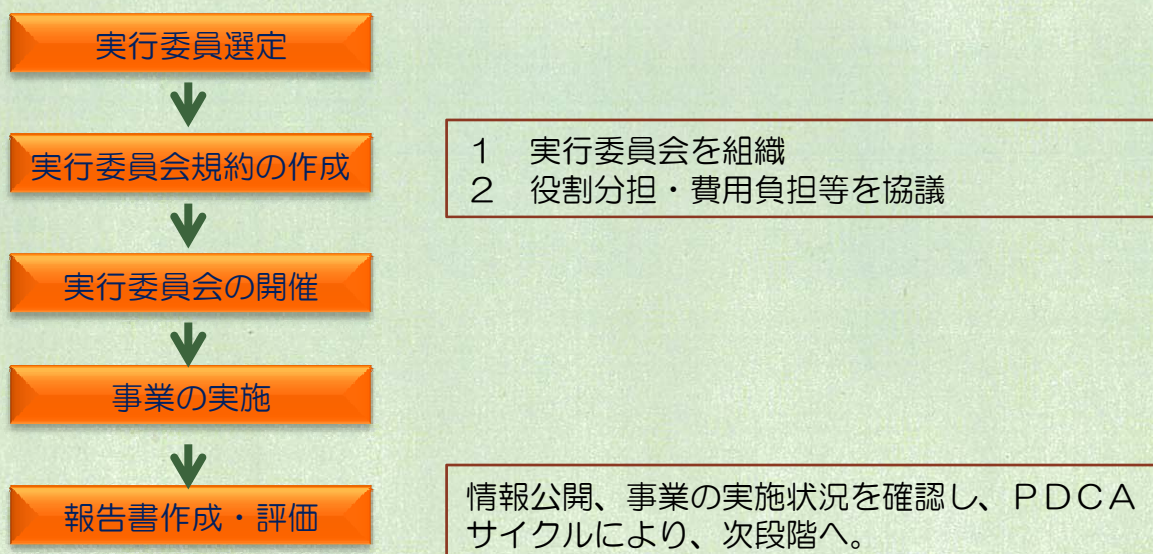 実行委員選定
実行委員会規約の作成
1　実行委員会を組織
2　役割分担・費用負担等を協議
実行委員会の開催
事業の実施
報告書作成・評価
情報公開、事業の実施状況を確認し、ＰＤＣＡ
サイクルにより、次段階へ。